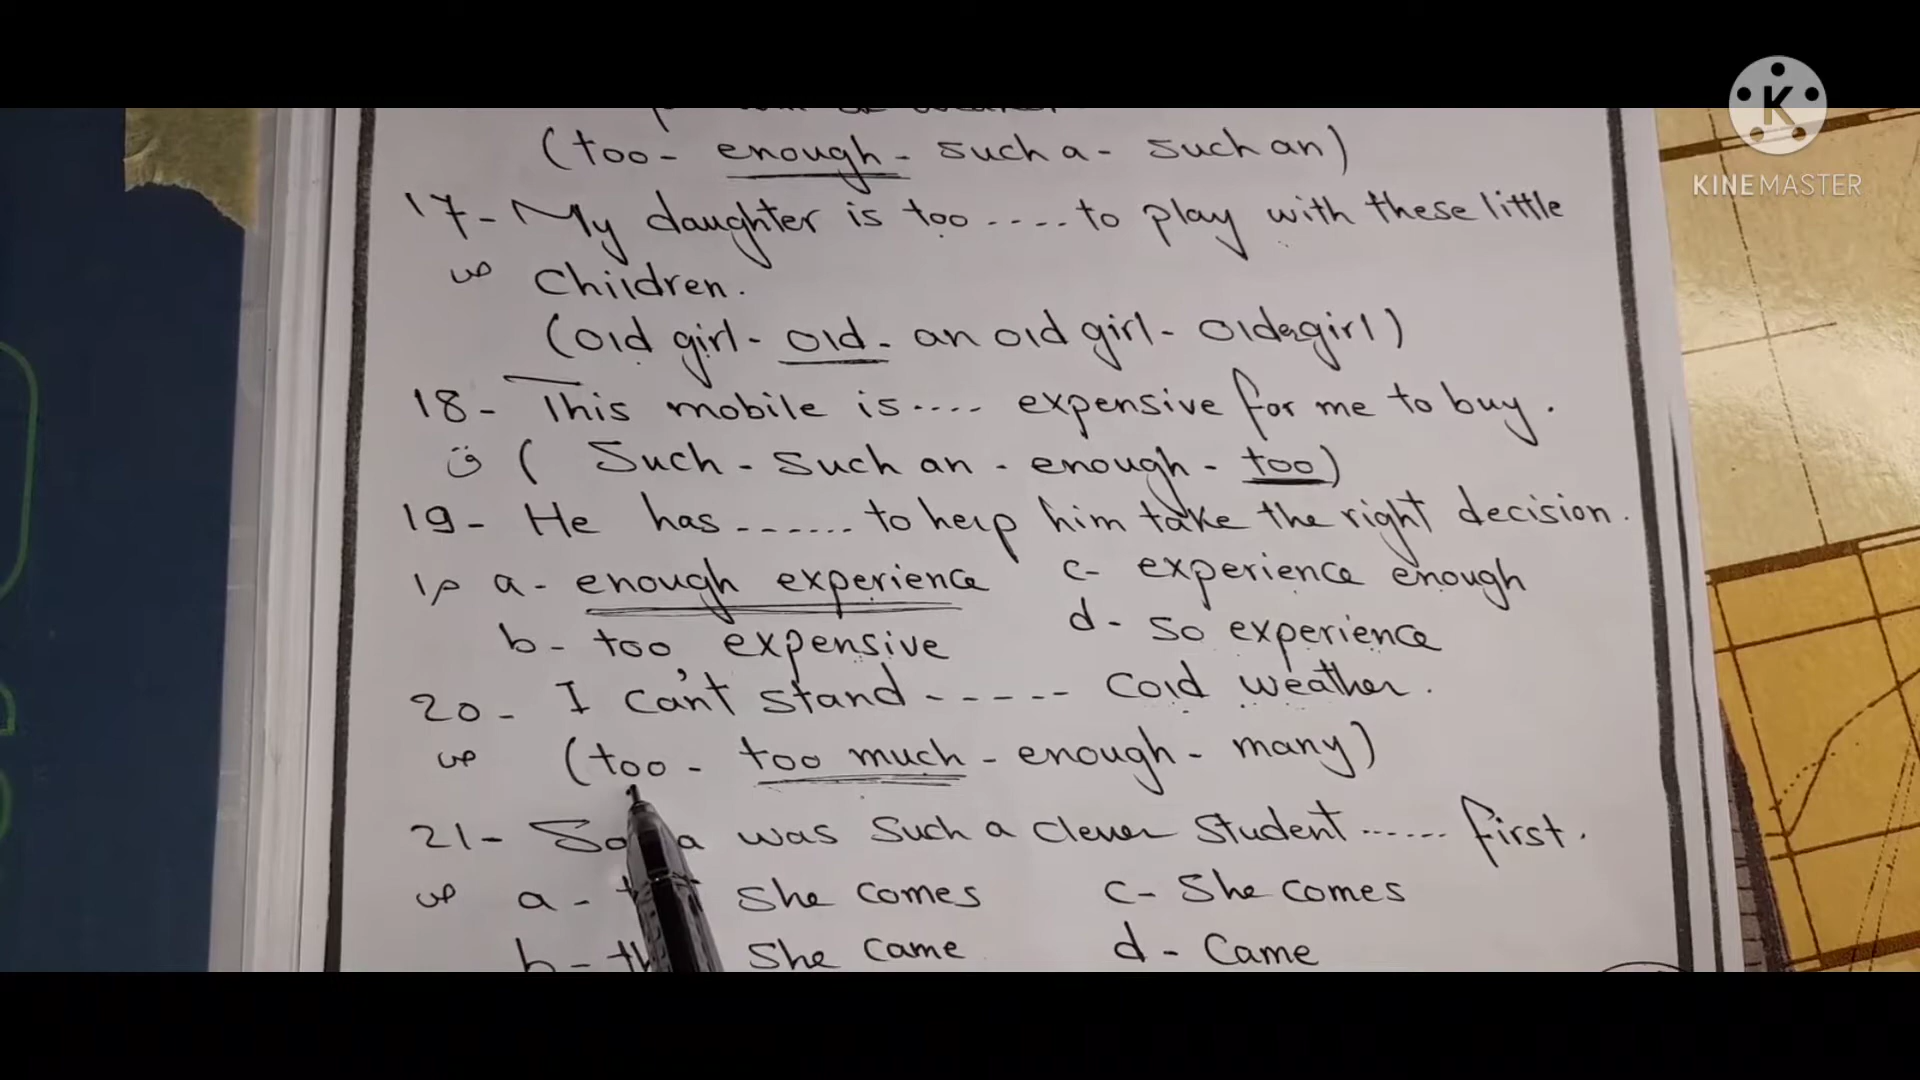 (too - enough - such a - such an)
17- My daughter is too ---- to play with these little
children.
(old girl - old - an old girl - old a girl)
18- This mobile is ---- expensive for me to buy.
( Such - such an - enough - too)
19- He has ------ to help him take the right decision.
a- enough experience c- experience enough
b- too expensive d- so experience
20- I can't stand ----- cold weather.
(too - too much - enough - many)
21- was such a clever student ------ first.
a- she comes c- she comes
b- she came d- came
KINEMASTER